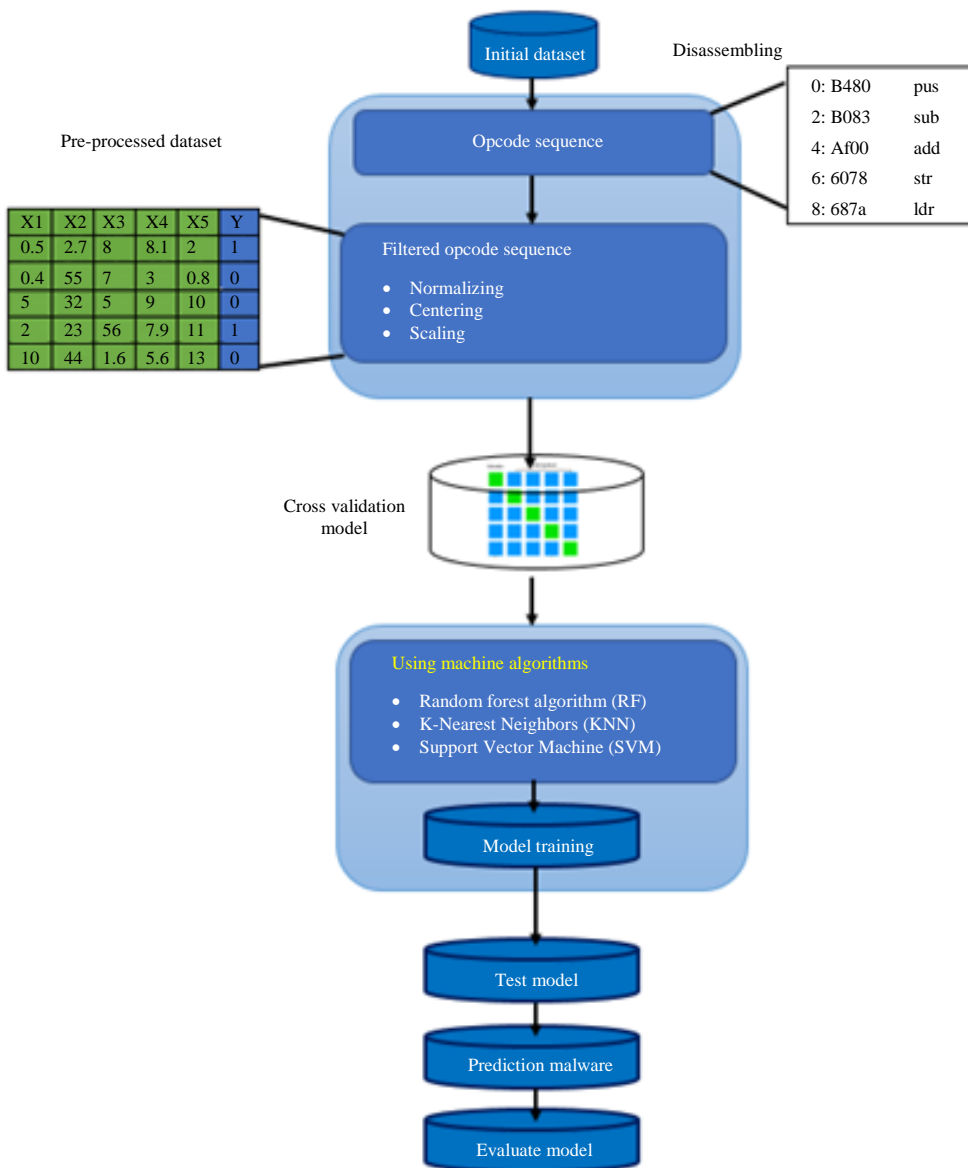 Initial dataset
Disassembling
0: B480 pus
2: B083 sub
4: Af00 add
6: 6078 str
8: 687a ldr
Opcode sequence
Pre-processed dataset
X1 X2 X3 X4 X5 Y
0.5 2.7 8 8.1 2 1
0.4 55 7 3 0.8 0
5 32 5 9 10 0
2 23 56 7.9 11 1
10 44 1.6 5.6 13 0
Filtered opcode sequence
• Normalizing
• Centering
• Scaling
Cross validation
model
Using machine algorithms
• Random forest algorithm (RF)
• K-Nearest Neighbors (KNN)
• Support Vector Machine (SVM)
Model training
Test model
Prediction malware
Evaluate model